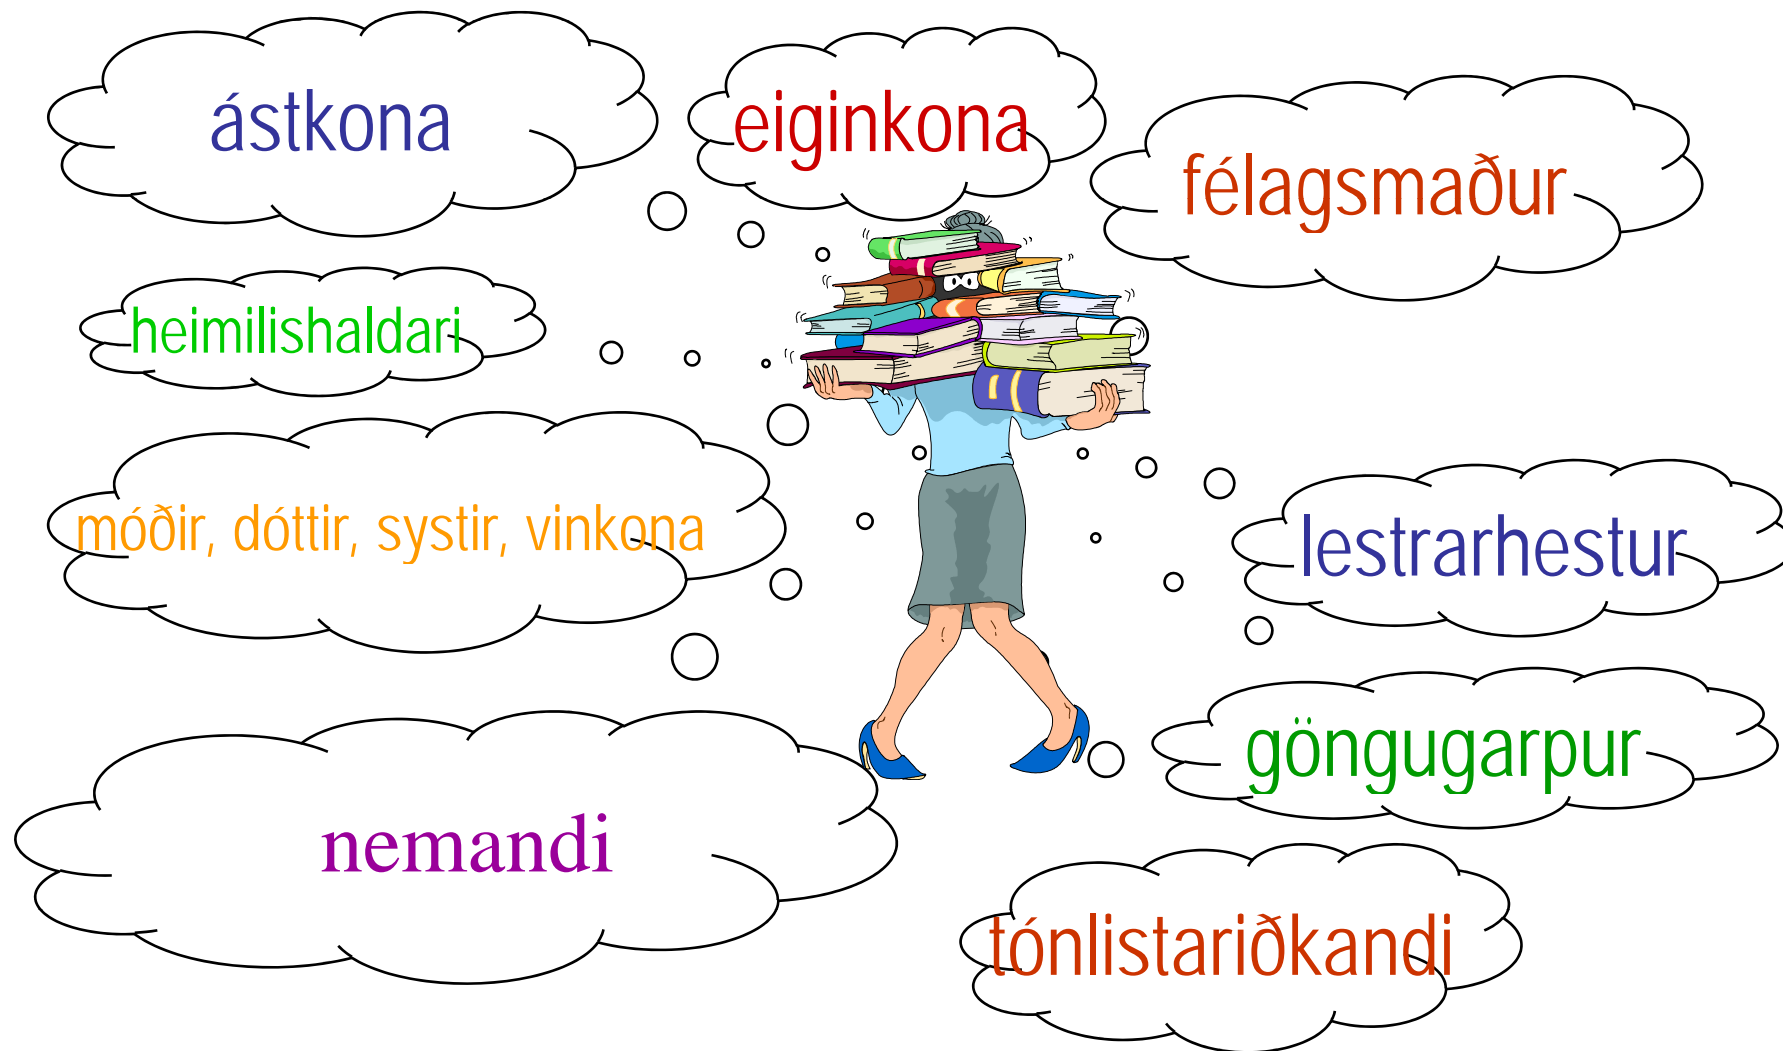 ástkona
eiginkona
félagsmaður
heimilishaldari
móðir, dóttir, systir, vinkona
lestrarhestur
göngugarpur
nemandi
tónlistariðkandi